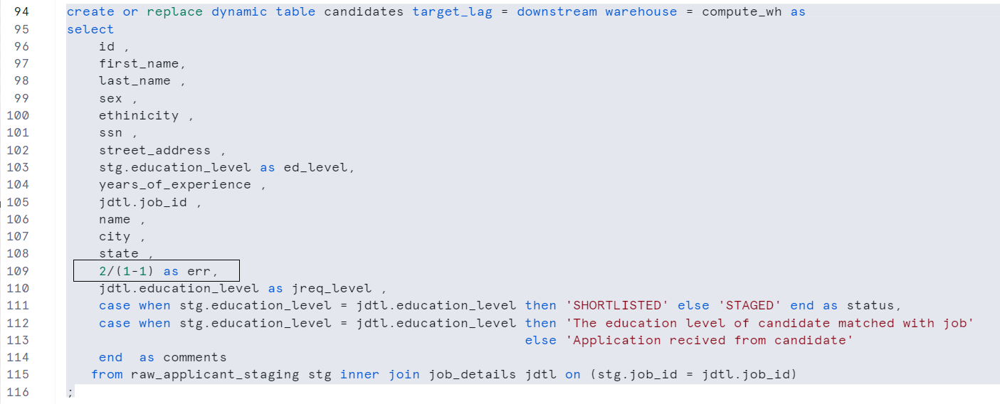 94 create or replace dynamic table candidates target_lag = downstream warehouse = compute_wh as
95 select
96 id ,
97 first_name,
98 last_name ,
99 sex ,
100 ethinicity ,
101 ssn ,
102 street_address ,
103 stg.education_level as ed_level,
104 years_of_experience ,
105 jdtl.job_id ,
106 name ,
107 city ,
108 state ,
109 2/(1-1) as err,
110 jdtl.education_level as jreq_level ,
111 case when stg.education_level = jdtl.education_level then 'SHORTLISTED' else 'STAGED' end as status,
112 case when stg.education_level = jdtl.education_level then 'The education level of candidate matched with job'
113 else 'Application recived from candidate'
114 end  as comments
115 from raw_applicant_staging stg inner join job_details jdtl on (stg.job_id = jdtl.job_id)
116 ;